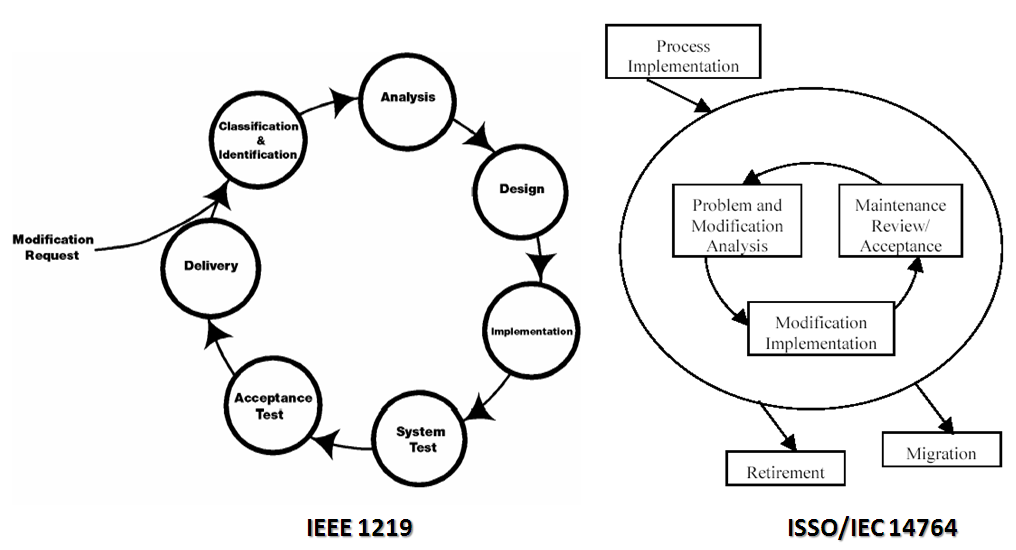 Classification
&
Identification
Analysis
Design
Implementation
System
Test
Acceptance
Test
Delivery
Modification
Request
IEEE 1219
Process
Implementation
Problem and
Modification
Analysis
Maintenance
Review/
Acceptance
Modification
Implementation
Retirement
Migration
ISSO/IEC 14764